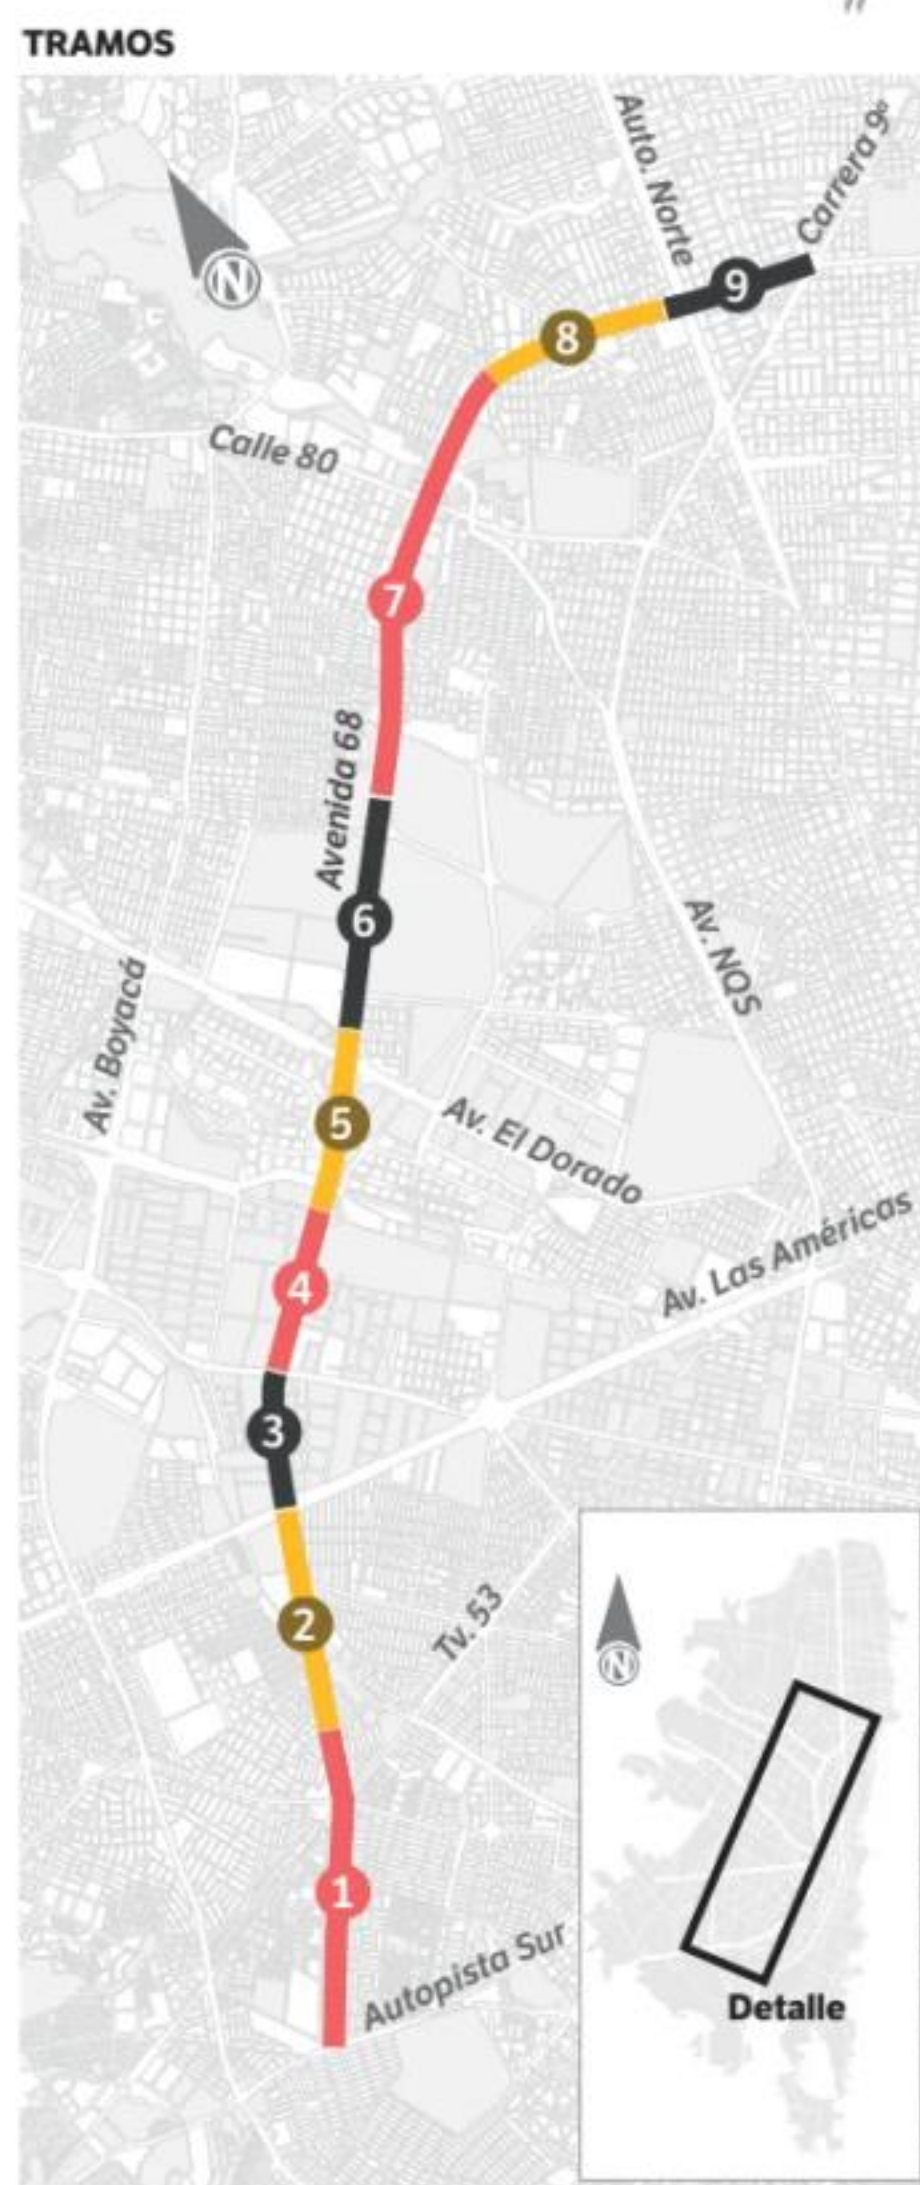 TRAMOS
Auto. Norte
Carrera 9ª
N
9
8
Calle 80
7
Avenida 68
6
Av. NQS
Av. Boyacá
5
Av. El Dorado
Av. Las Américas
4
3
2
Tv. 53
N
1
Autopista Sur
Detalle